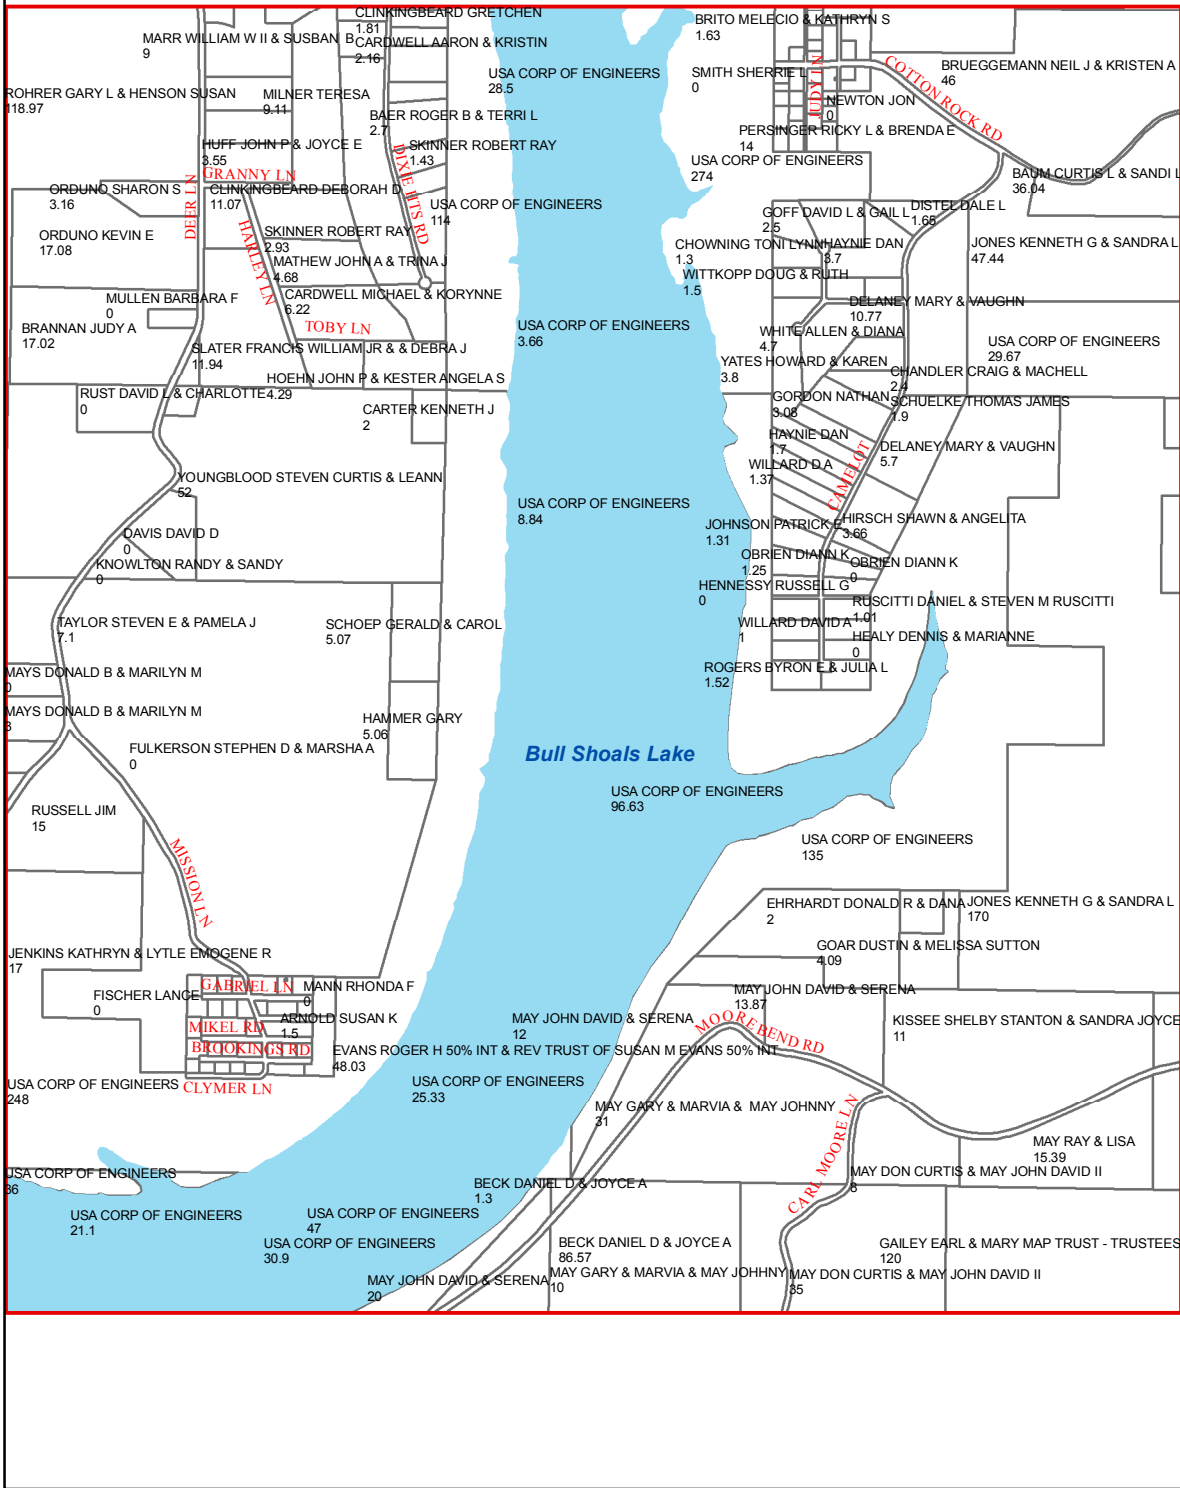 CLINKINGBEARD GRETCHEN
1.81
BRITO MELECIO & KATHRYN S
1.63
MARR WILLIAM W II & SUSBAN B
9
CARDWELL AARON & KRISTIN
2.16
USA CORP OF ENGINEERS
28.5
SMITH SHERRIE L
0
JUDY LN
COTTON ROCK RD
BRUEGGEMANN NEIL J & KRISTEN A
46
ROHRER GARY L & HENSON SUSAN
118.97
MILNER TERESA
9.11
NEWTON JON
0
BAER ROGER B & TERRI L
2.7
PERSINGER RICKY L & BRENDA E
14
HUFF JOHN P & JOYCE E
3.55
SKINNER ROBERT RAY
1.43
USA CORP OF ENGINEERS
274
BAUM CURTIS L & SANDI L
36.04
GRANNY LN
DEER LN
DIXIE HTS RD
ORDUNO SHARON S
3.16
CLINKINGBEARD DEBORAH D
11.07
USA CORP OF ENGINEERS
114
GOFF DAVID L & GAIL L
2.5
DISTEL DALE L
1.65
ORDUNO KEVIN E
17.08
HARLEY LN
SKINNER ROBERT RAY
2.93
CHOWNING TONI LYNN
1.3
HAYNIE DAN
3.7
JONES KENNETH G & SANDRA L
47.44
MATHEW JOHN A & TRINA J
4.68
WITTKOPP DOUG & RUTH
1.5
MULLEN BARBARA F
0
CARDWELL MICHAEL & KORYNNE
6.22
DELANEY MARY & VAUGHN
10.77
BRANNAN JUDY A
17.02
TOBY LN
USA CORP OF ENGINEERS
3.66
WHITE ALLEN & DIANA
4.7
USA CORP OF ENGINEERS
29.67
SLATER FRANCIS WILLIAM JR & & DEBRA J
11.94
YATES HOWARD & KAREN
3.8
CHANDLER CRAIG & MACHELL
2.4
HOEHN JOHN P & KESTER ANGELA S
4.29
RUST DAVID L & CHARLOTTE
0
GORDON NATHAN
3.08
SCHUELKE THOMAS JAMES
1.9
CARTER KENNETH J
2
HAYNIE DAN
1.7
DELANEY MARY & VAUGHN
5.7
CAMELOT
WILLARD D A
1.37
YOUNGBLOOD STEVEN CURTIS & LEANN
52
USA CORP OF ENGINEERS
8.84
JOHNSON PATRICK E
1.31
HIRSCH SHAWN & ANGELITA
3.66
DAVIS DAVID D
0
OBRIEN DIANN K
1.25
OBRIEN DIANN K
0
KNOWLTON RANDY & SANDY
0
HENNESSY RUSSELL G
0
RUSCITTI DANIEL & STEVEN M RUSCITTI
1.01
TAYLOR STEVEN E & PAMELA J
7.1
SCHOEP GERALD & CAROL
5.07
WILLARD DAVID A
1
HEALY DENNIS & MARIANNE
0
MAYS DONALD B & MARILYN M
0
ROGERS BYRON E & JULIA L
1.52
MAYS DONALD B & MARILYN M
3
HAMMER GARY
5.06
FULKERSON STEPHEN D & MARSHA A
0
Bull Shoals Lake
USA CORP OF ENGINEERS
96.63
RUSSELL JIM
15
USA CORP OF ENGINEERS
135
MISSION LN
EHRHARDT DONALD R & DANA
2
JONES KENNETH G & SANDRA L
170
JENKINS KATHRYN & LYTLE EMOGENE R
17
GOAR DUSTIN & MELISSA SUTTON
4.09
GABRIEL LN
MANN RHONDA F
0
FISCHER LANCE
0
MAY JOHN DAVID & SERENA
13.87
MIKEL RD
ARNOLD SUSAN K
1.5
MAY JOHN DAVID & SERENA
12
MOORE BEND RD
KISSEE SHELBY STANTON & SANDRA JOYCE
11
BROOKINGS RD
EVANS ROGER H 50% INT & REV TRUST OF SUSAN M EVANS 50% INT
48.03
USA CORP OF ENGINEERS
248
CLYMER LN
USA CORP OF ENGINEERS
25.33
MAY GARY & MARVIA & MAY JOHNNY
31
CARL MOORE LN
MAY RAY & LISA
15.39
USA CORP OF ENGINEERS
36
MAY DON CURTIS & MAY JOHN DAVID II
8
BECK DANIEL D & JOYCE A
1.3
USA CORP OF ENGINEERS
21.1
USA CORP OF ENGINEERS
47
USA CORP OF ENGINEERS
30.9
BECK DANIEL D & JOYCE A
86.57
GAILEY EARL & MARY MAP TRUST - TRUSTEES
120
MAY JOHN DAVID & SERENA
20
MAY GARY & MARVIA & MAY JOHHNY
10
MAY DON CURTIS & MAY JOHN DAVID II
35